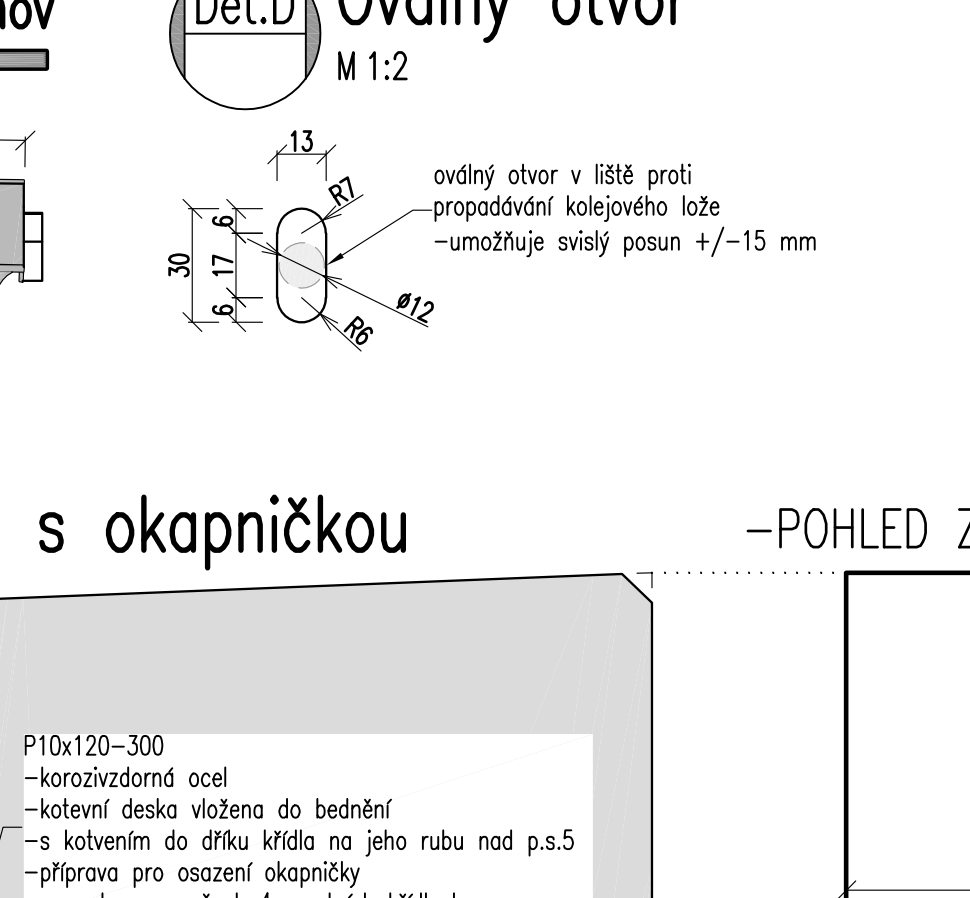 Det.D
Oválný otvor
M 1:2
13
R7
6
30
17
6
ø12
R6
oválný otvor v liště proti
propadávání kolejového lože
-umožňuje svislý posun +/-15 mm
s okapničkou
-POHLED Z
P10x120-300
-korozivzdorná ocel
-kotevní deska vložena do bednění
-s kotvením do dříku křídla na jeho rubu nad p.s.5
-příprava pro osazení okapničky